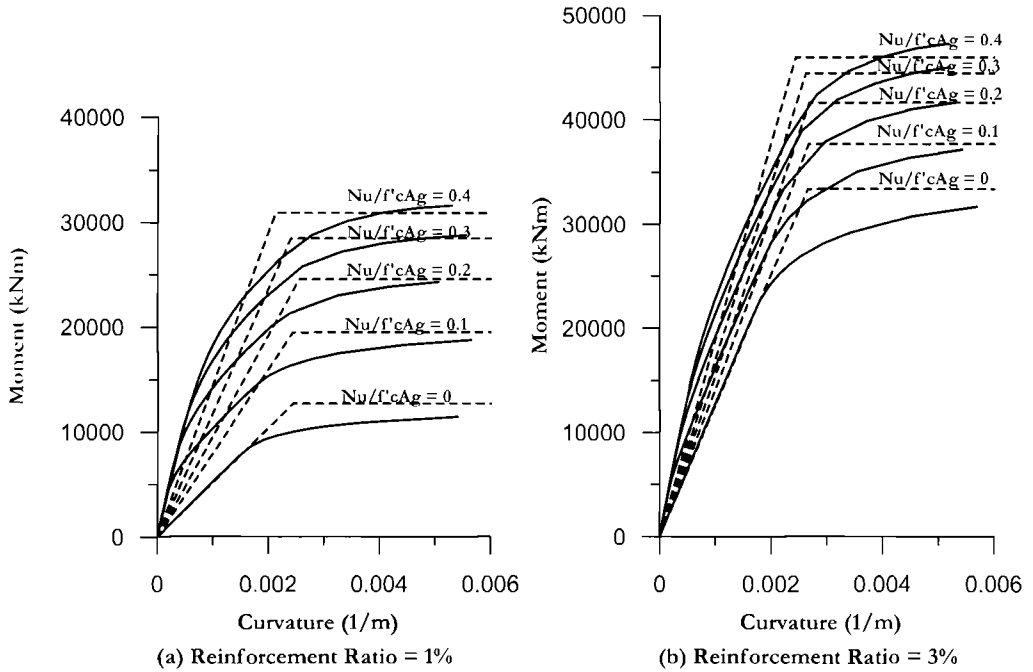 40000
30000
20000
10000
0
Moment (kNm)
Nu/f'cAg = 0.4
Nu/f'cAg = 0.3
Nu/f'cAg = 0.2
Nu/f'cAg = 0.1
Nu/f'cAg = 0
0
0.002
0.004
0.006
Curvature (1/m)
(a) Reinforcement Ratio = 1%
50000
40000
30000
20000
10000
0
Moment (kNm)
Nu/f'cAg = 0.4
Nu/f'cAg = 0.3
Nu/f'cAg = 0.2
Nu/f'cAg = 0.1
Nu/f'cAg = 0
0
0.002
0.004
0.006
Curvature (1/m)
(b) Reinforcement Ratio = 3%